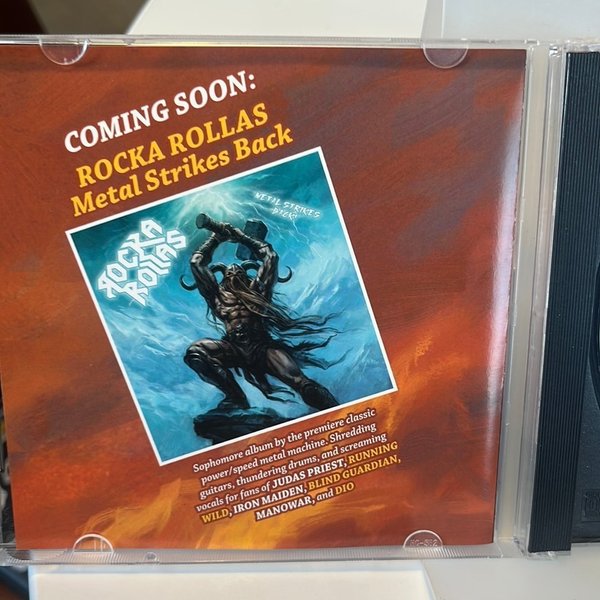 COMING SOON:
ROCKA ROLLAS
Metal Strikes Back
ROCKA
ROLLAS
METAL STRIKES
BACK!
Sophomore album by the premiere classic
power/speed metal machine. Shredding
guitars, thundering drums, and screaming
vocals for fans of JUDAS PRIEST, RUNNING
WILD, IRON MAIDEN, BLIND GUARDIAN,
MANOWAR, and DIO